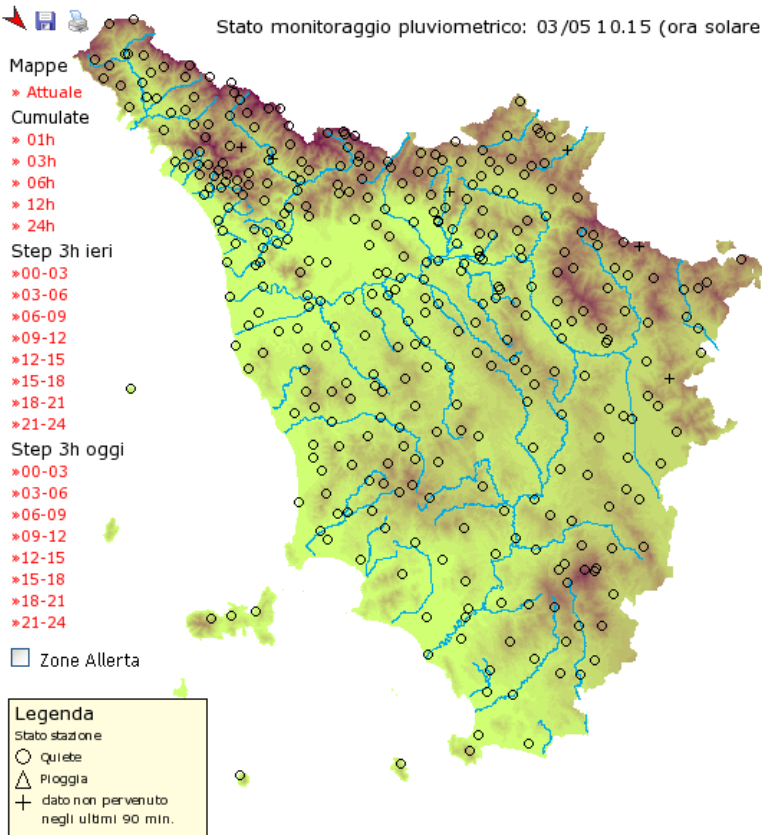 Stato monitoraggio pluviometrico: 03/05 10.15 (ora solare
Mappe
» Attuale
Cumulate
» 01h
» 03h
» 06h
» 12h
» 24h
Step 3h ieri
»00-03
»03-06
»06-09
»09-12
»12-15
»15-18
»18-21
»21-24
Step 3h oggi
»00-03
»03-06
»06-09
»09-12
»12-15
»15-18
»18-21
»21-24
Zone Allerta
Legenda
Stato stazione
Quiete
Pioggia
dato non pervenuto
negli ultimi 90 min.